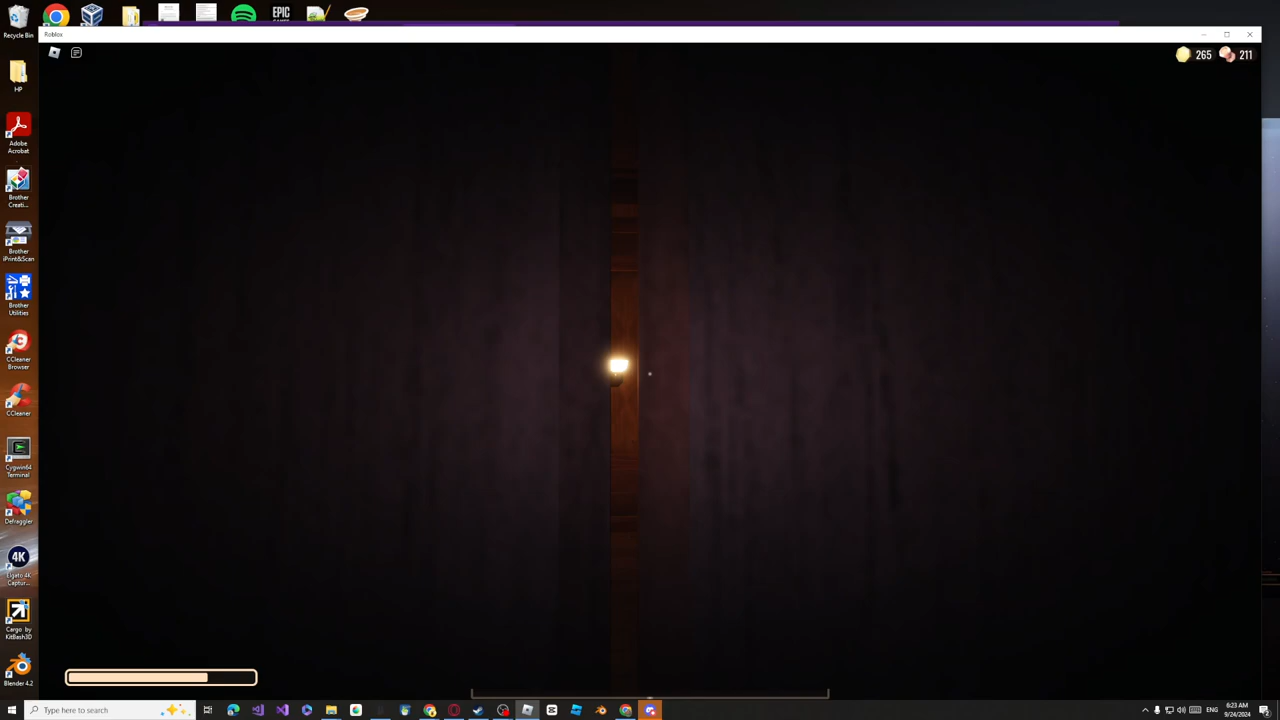 Roblox
265
211
Recycle Bin
EPIC
HP
Adobe
Acrobat
Brother
Creati...
Brother
iPrint&Scan
Brother
Utilities
CCleaner
Browser
CCleaner
Cygwin64
Terminal
Defraggler
4K
Elgato 4K
Captur...
Cargo by
KitBash3D
Blender 4.2
Type here to search
ENG
6:23 AM
9/24/2024